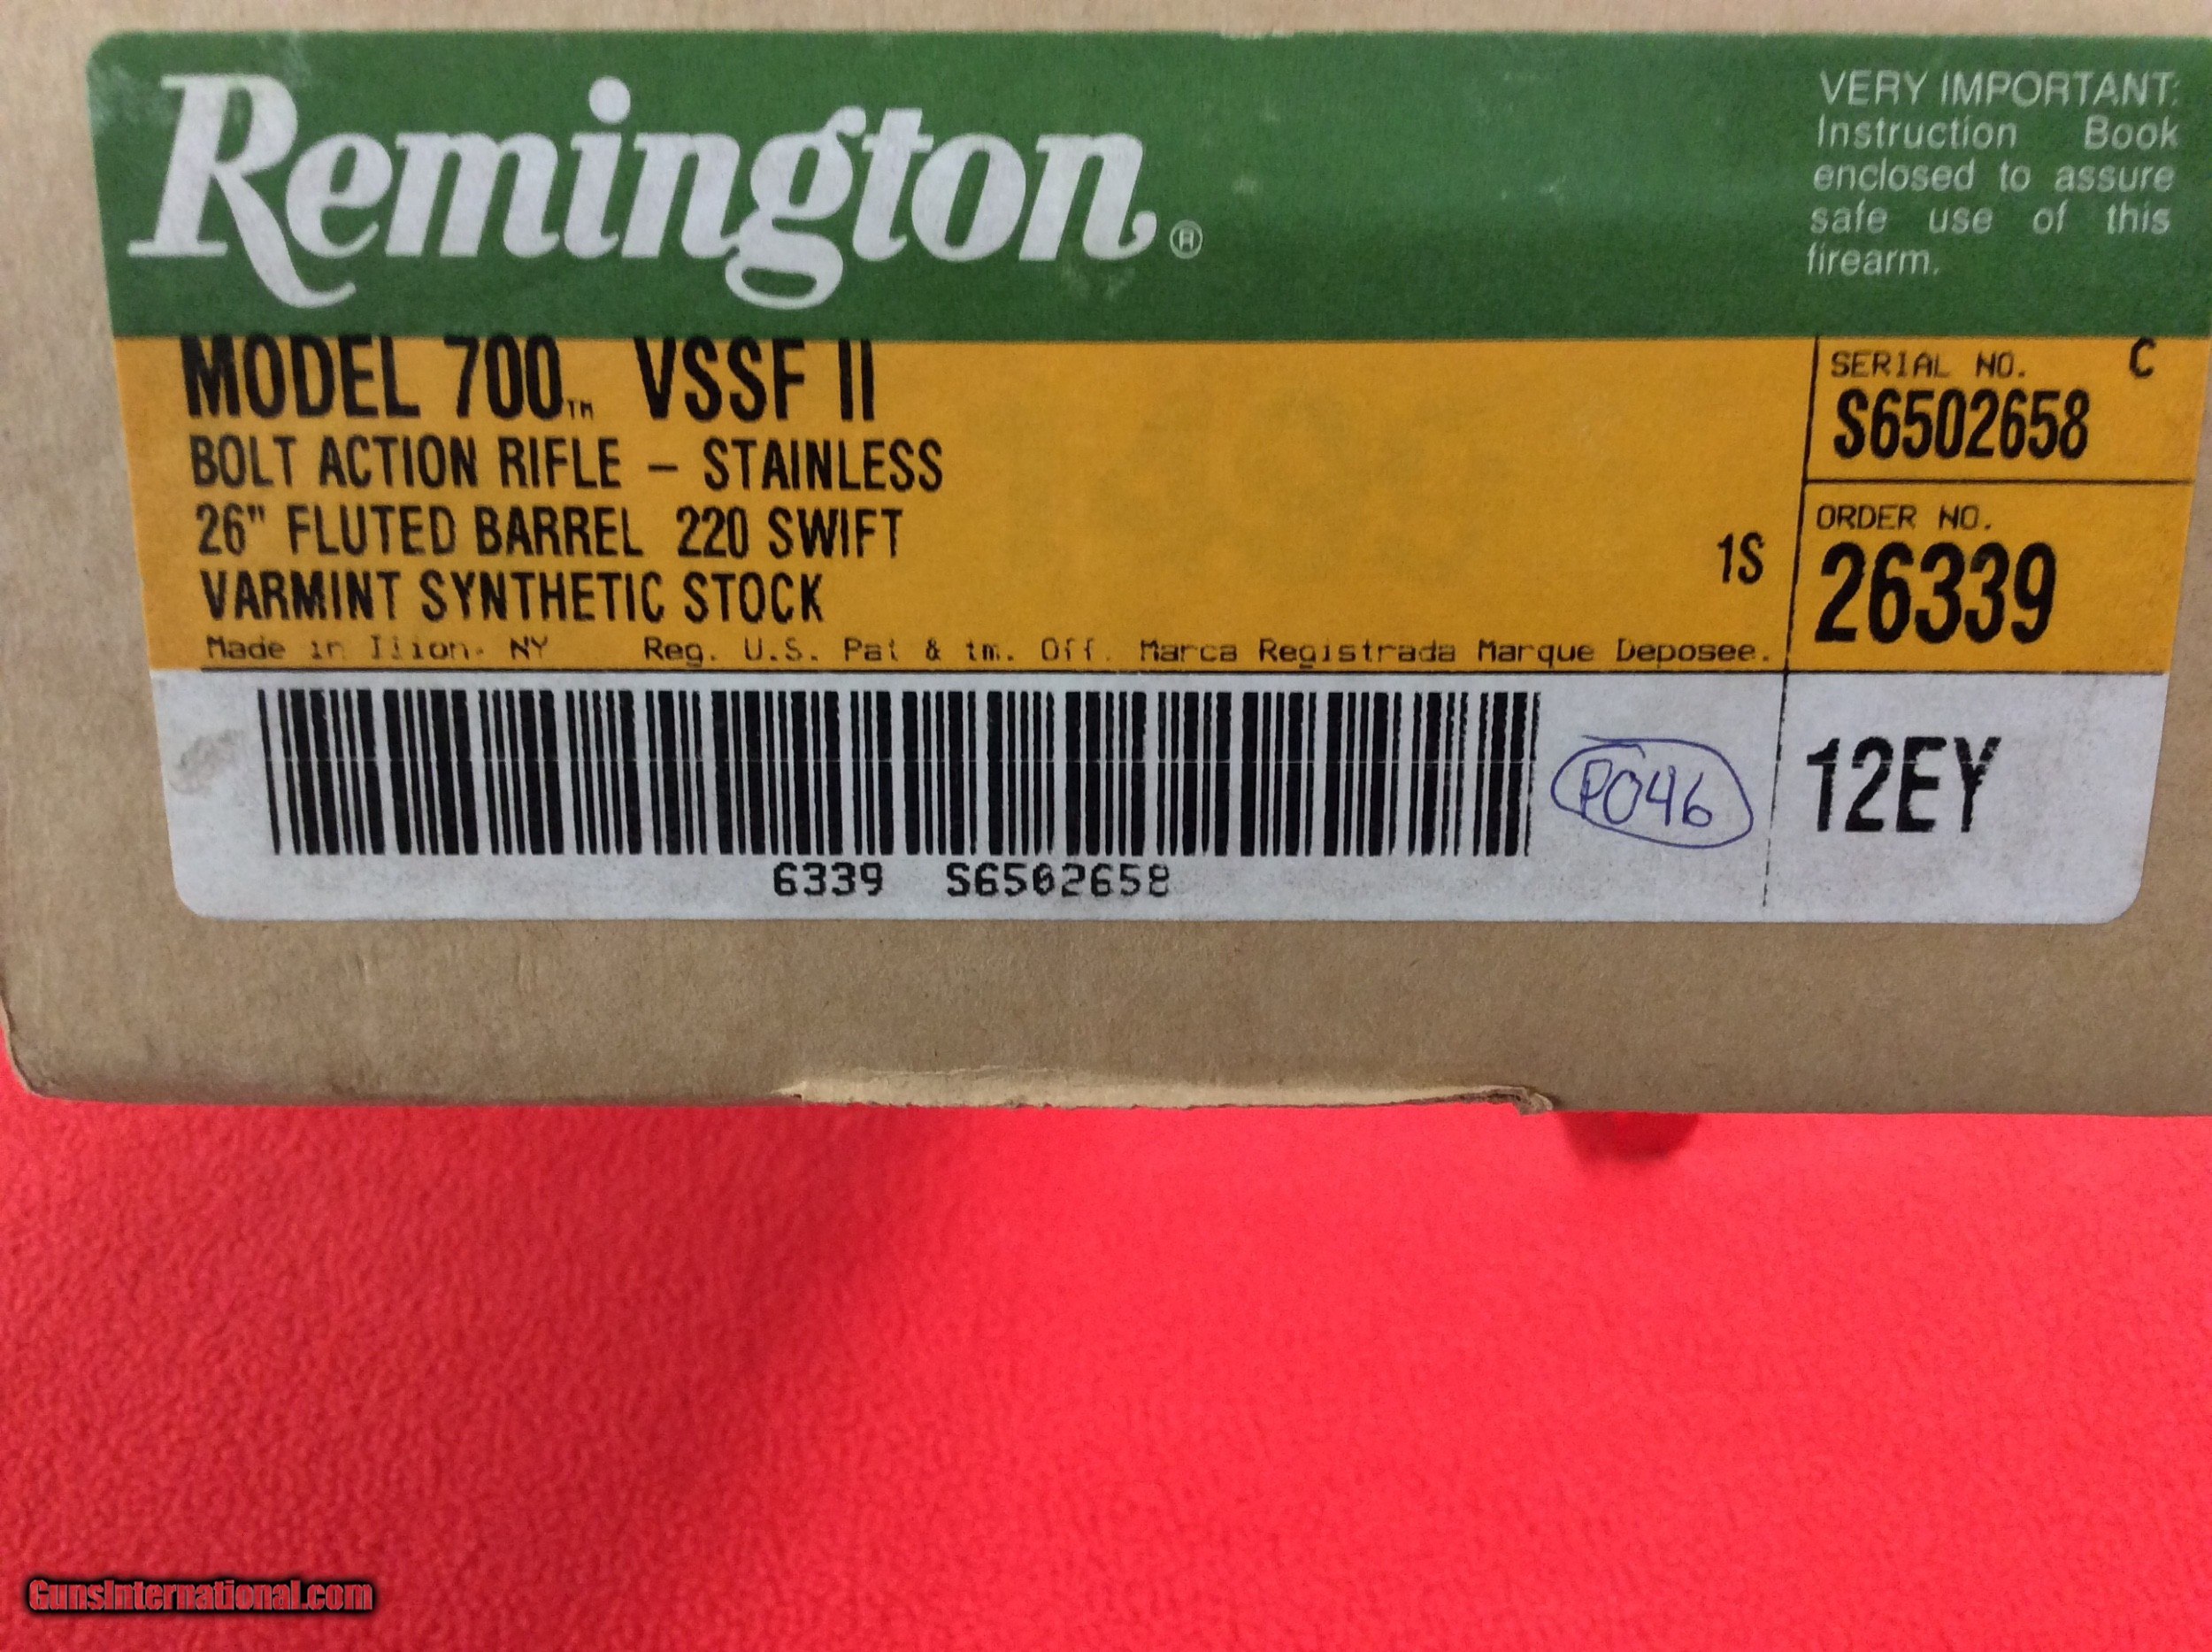 Remington®
VERY IMPORTANT:
Instruction Book
enclosed to assure
safe use of this
firearm.
MODEL 700™ VSSF II
BOLT ACTION RIFLE – STAINLESS
26" FLUTED BARREL 220 SWIFT
VARMINT SYNTHETIC STOCK
1S
Made in Ilion, NY Reg. U.S. Pat & tm. Off. Marca Registrada Marque Deposee.
SERIAL NO. C
S6502658
ORDER NO.
26339
6339 S6502658
PO46
12EY
GunsInternational.com